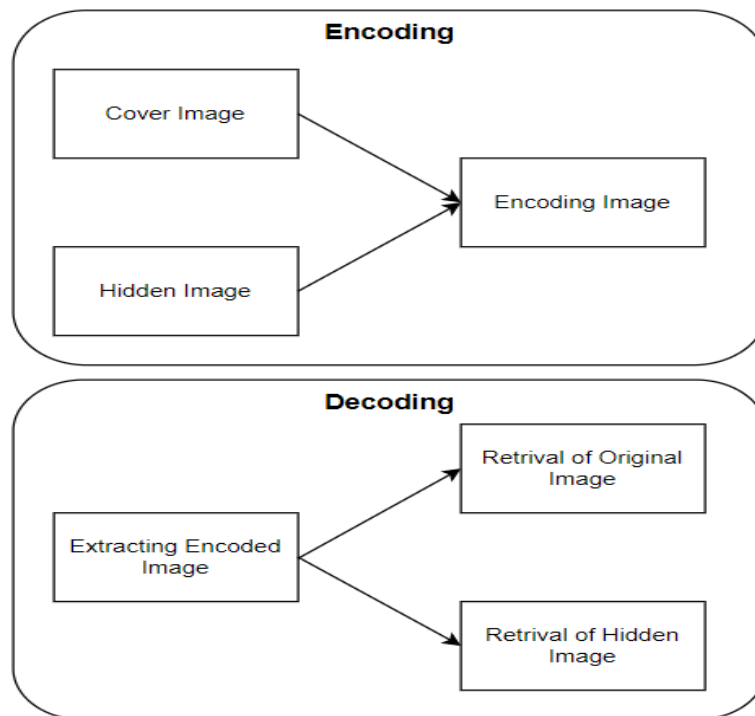 Encoding
Cover Image
Encoding Image
Hidden Image
Decoding
Retrival of Original
Image
Extracting Encoded
Image
Retrival of Hidden
Image